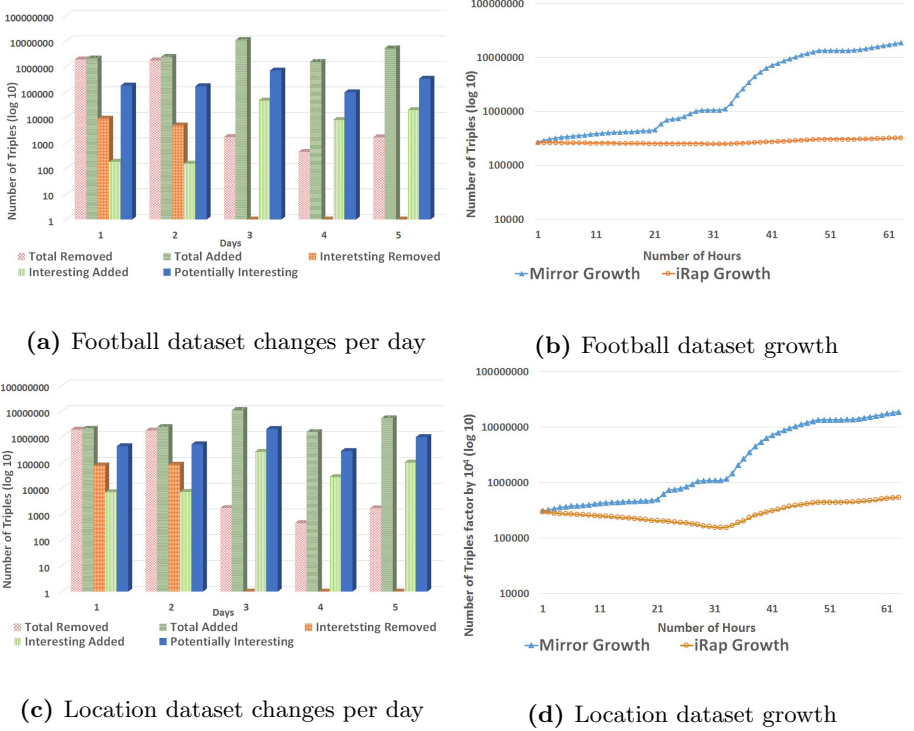 100000000
10000000
1000000
100000
10000
1000
100
10
1
Number of Triples (log 10)
1 2 3 4 5
Days
Total Removed Total Added Interetsting Removed
Interesting Added Potentially Interesting
(a) Football dataset changes per day
100000000
10000000
1000000
100000
10000
Number of Triples (log 10)
1 11 21 31 41 51 61
Number of Hours
Mirror Growth iRap Growth
(b) Football dataset growth
100000000
10000000
1000000
100000
10000
1000
100
10
1
Number of Triples (log 10)
1 2 3 4 5
Days
Total Removed Total Added Interetsting Removed
Interesting Added Potentially Interesting
(c) Location dataset changes per day
100000000
10000000
1000000
100000
10000
Number of Triples factor by 10⁴ (log 10)
1 11 21 31 41 51 61
Number of Hours
Mirror Growth iRap Growth
(d) Location dataset growth